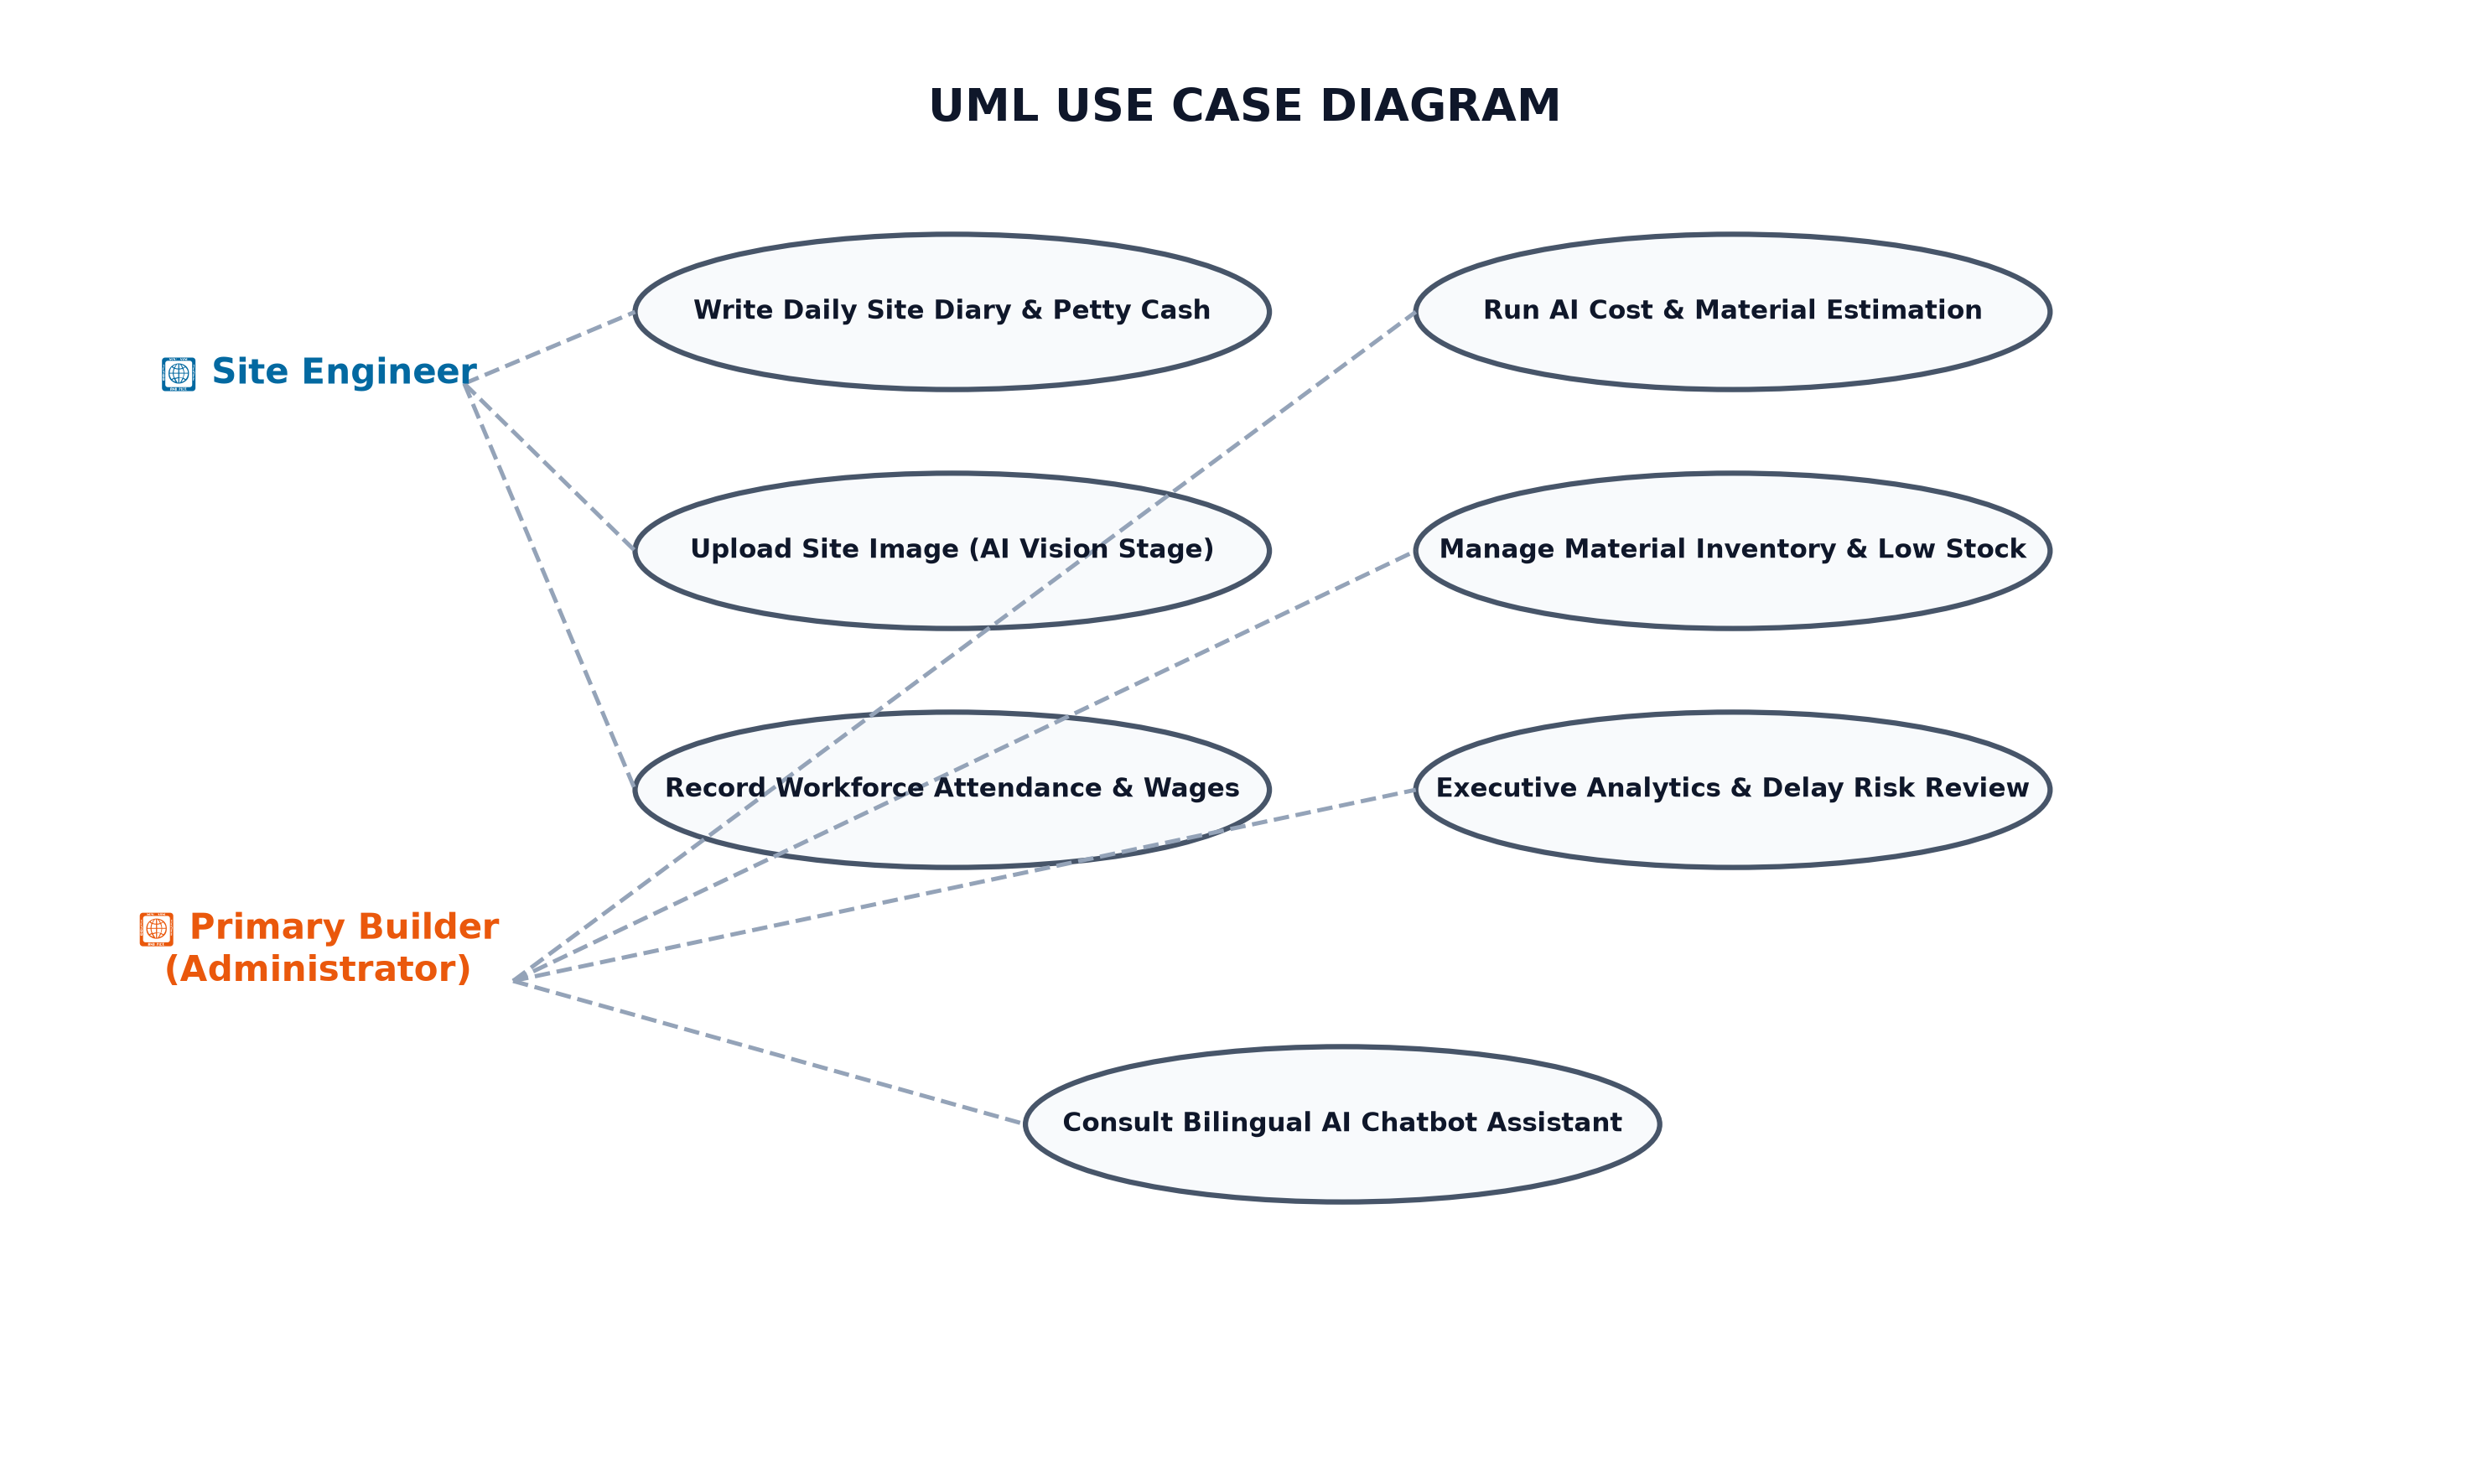 UML USE CASE DIAGRAM
Write Daily Site Diary & Petty Cash
Run AI Cost & Material Estimation
Site Engineer
Upload Site Image (AI Vision Stage)
Manage Material Inventory & Low Stock
Record Workforce Attendance & Wages
Executive Analytics & Delay Risk Review
Primary Builder
(Administrator)
Consult Bilingual AI Chatbot Assistant